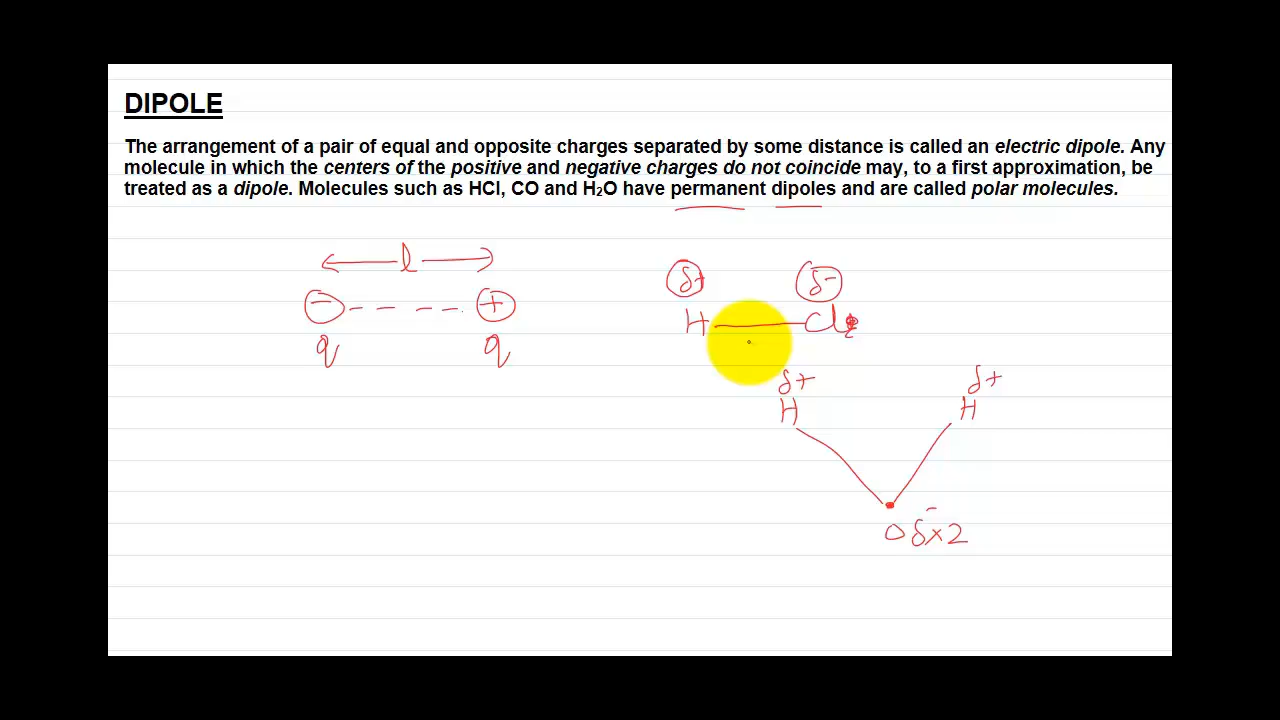 DIPOLE
The arrangement of a pair of equal and opposite charges separated by some distance is called an electric dipole. Any
molecule in which the centers of the positive and negative charges do not coincide may, to a first approximation, be
treated as a dipole. Molecules such as HCl, CO and H₂O have permanent dipoles and are called polar molecules.
l
− +
q q
δ+ δ−
H Cl
δ+ δ+
H H
O δ⁻ × 2